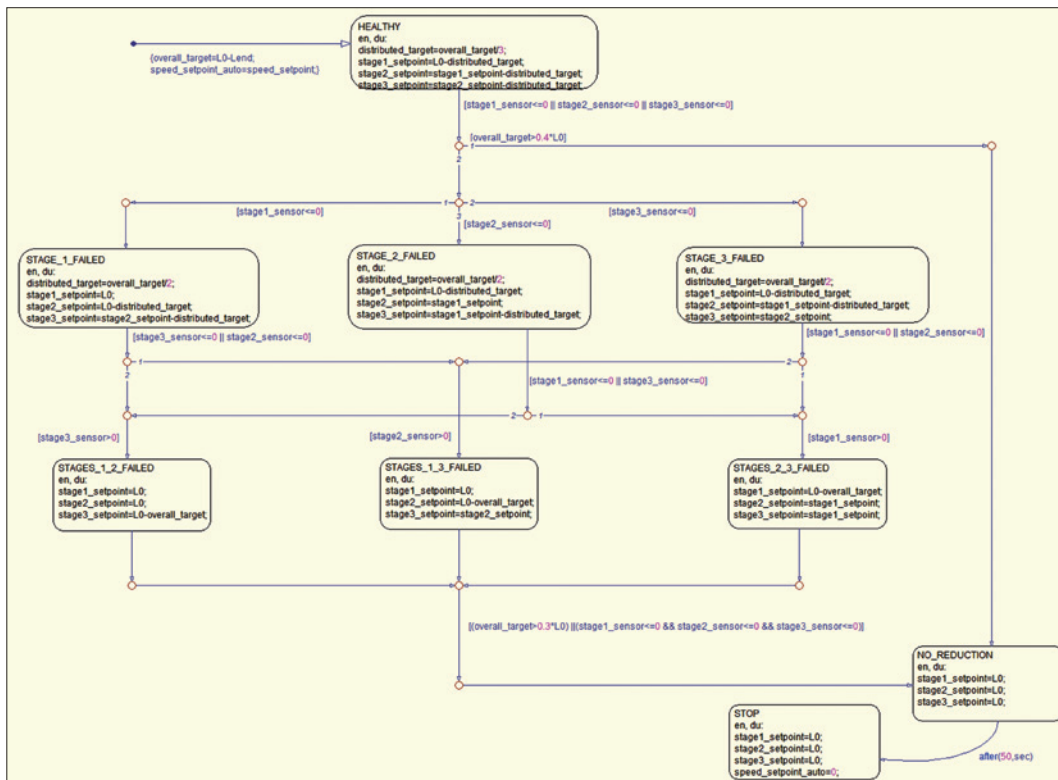 HEALTHY
en, du:
distributed_target=overall_target/3;
stage1_setpoint=L0-distributed_target;
stage2_setpoint=stage1_setpoint-distributed_target;
stage3_setpoint=stage2_setpoint-distributed_target;
{overall_target=L0-Lend;
speed_setpoint_auto=speed_setpoint;}
[stage1_sensor<=0 || stage2_sensor<=0 || stage3_sensor<=0]
1
[overall_target>0.4*L0]
2
1
2
3
[stage1_sensor<=0]
[stage2_sensor<=0]
[stage3_sensor<=0]
STAGE_1_FAILED
en, du:
distributed_target=overall_target/2;
stage1_setpoint=L0;
stage2_setpoint=L0-distributed_target;
stage3_setpoint=stage2_setpoint-distributed_target;
STAGE_2_FAILED
en, du:
distributed_target=overall_target/2;
stage1_setpoint=L0-distributed_target;
stage2_setpoint=stage1_setpoint;
stage3_setpoint=stage1_setpoint-distributed_target;
STAGE_3_FAILED
en, du:
distributed_target=overall_target/2;
stage1_setpoint=L0-distributed_target;
stage2_setpoint=stage1_setpoint-distributed_target;
stage3_setpoint=stage2_setpoint;
[stage3_sensor<=0 || stage2_sensor<=0]
[stage1_sensor<=0 || stage2_sensor<=0]
1
2
2
1
[stage1_sensor<=0 || stage3_sensor<=0]
2
1
[stage3_sensor>0]
[stage2_sensor>0]
[stage1_sensor>0]
STAGES_1_2_FAILED
en, du:
stage1_setpoint=L0;
stage2_setpoint=L0;
stage3_setpoint=L0-overall_target;
STAGES_1_3_FAILED
en, du:
stage1_setpoint=L0;
stage2_setpoint=L0-overall_target;
stage3_setpoint=stage2_setpoint;
STAGES_2_3_FAILED
en, du:
stage1_setpoint=L0-overall_target;
stage2_setpoint=stage1_setpoint;
stage3_setpoint=stage1_setpoint;
[(overall_target>0.3*L0) ||(stage1_sensor<=0 && stage2_sensor<=0 && stage3_sensor<=0)]
NO_REDUCTION
en, du:
stage1_setpoint=L0;
stage2_setpoint=L0;
stage3_setpoint=L0;
STOP
en, du:
stage1_setpoint=L0;
stage2_setpoint=L0;
stage3_setpoint=L0;
speed_setpoint_auto=0;
after(50,sec)